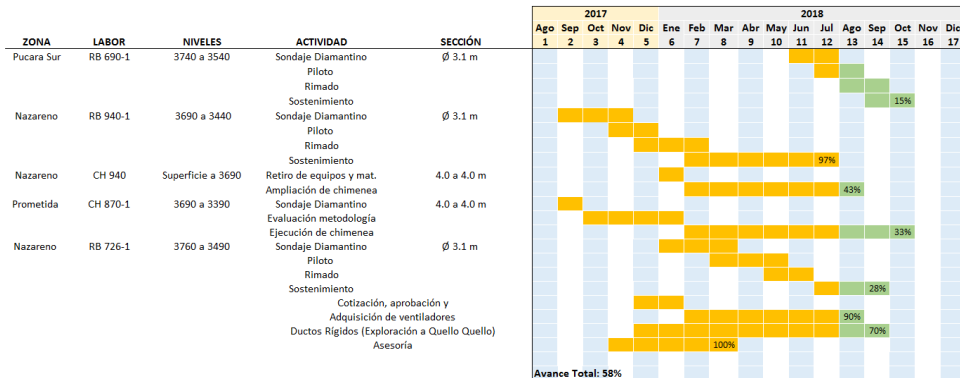 2017 2018
Ago Sep Oct Nov Dic Ene Feb Mar Abr May Jun Jul Ago Sep Oct Nov Dic
ZONA LABOR NIVELES ACTIVIDAD SECCIÓN 1 2 3 4 5 6 7 8 9 10 11 12 13 14 15 16 17
Pucara Sur RB 690-1 3740 a 3540 Sondaje Diamantino Ø 3.1 m
Piloto
Rimado
Sostenimiento 15%
Nazareno RB 940-1 3690 a 3440 Sondaje Diamantino Ø 3.1 m
Piloto
Rimado
Sostenimiento 97%
Nazareno CH 940 Superficie a 3690 Retiro de equipos y mat. 4.0 a 4.0 m
Ampliación de chimenea 43%
Prometida CH 870-1 3690 a 3390 Sondaje Diamantino 4.0 a 4.0 m
Evaluación metodología
Ejecución de chimenea 33%
Nazareno RB 726-1 3760 a 3490 Sondaje Diamantino Ø 3.1 m
Piloto
Rimado
Sostenimiento 28%
Cotización, aprobación y
Adquisición de ventiladores 90%
Ductos Rígidos (Exploración a Quello Quello) 70%
Asesoría 100%
Avance Total: 58%